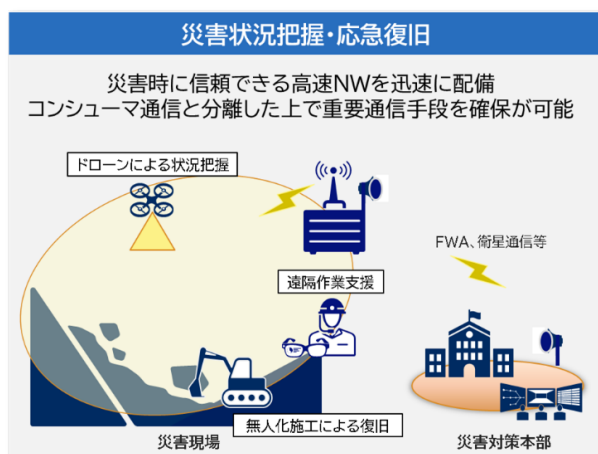 災害状況把握・応急復旧
災害時に信頼できる高速NWを迅速に配備
コンシューマ通信と分離した上で重要通信手段を確保が可能
ドローンによる状況把握
FWA、衛星通信等
遠隔作業支援
無人化施工による復旧
災害現場
災害対策本部